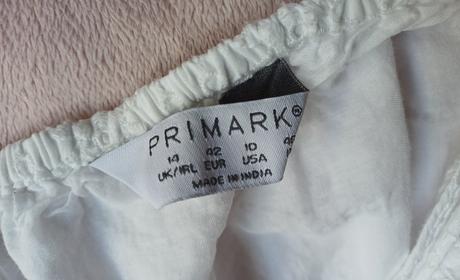 PRIMARK®
14 42 10
UK/IRL EUR USA
MADE IN INDIA